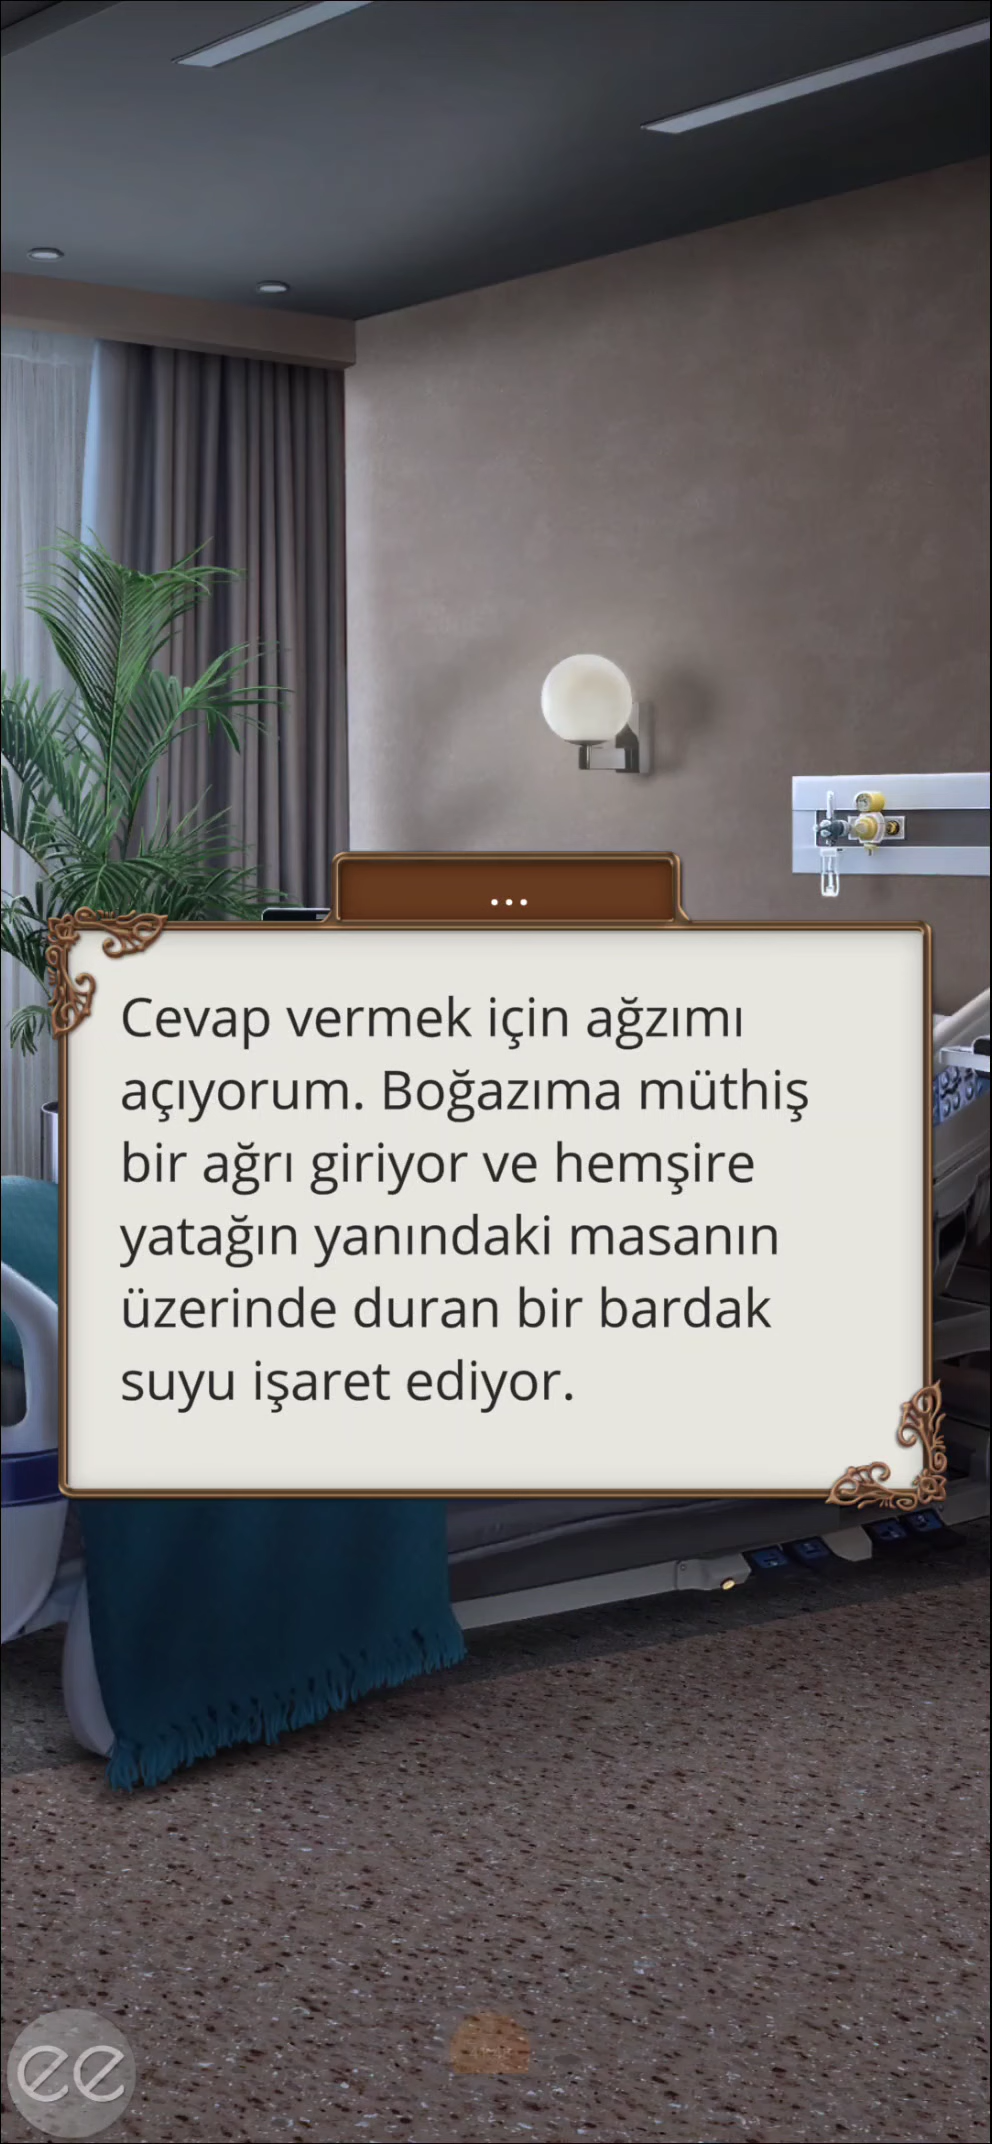 ...
Cevap vermek için ağzımı
açıyorum. Boğazıma müthiş
bir ağrı giriyor ve hemşire
yatağın yanındaki masanın
üzerinde duran bir bardak
suyu işaret ediyor.
ee